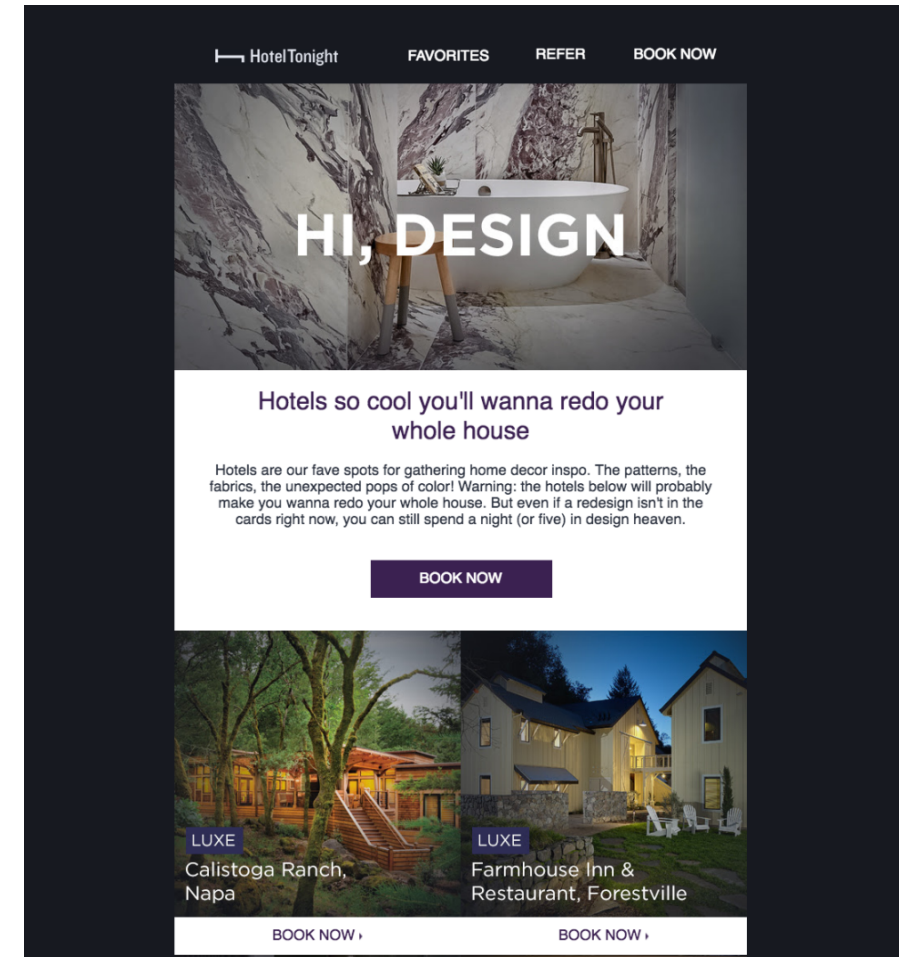 HotelTonight FAVORITES REFER BOOK NOW
HI, DESIGN
Hotels so cool you'll wanna redo your
whole house
Hotels are our fave spots for gathering home decor inspo. The patterns, the
fabrics, the unexpected pops of color! Warning: the hotels below will probably
make you wanna redo your whole house. But even if a redesign isn't in the
cards right now, you can still spend a night (or five) in design heaven.
BOOK NOW
LUXE
Calistoga Ranch,
Napa
BOOK NOW
LUXE
Farmhouse Inn &
Restaurant, Forestville
BOOK NOW